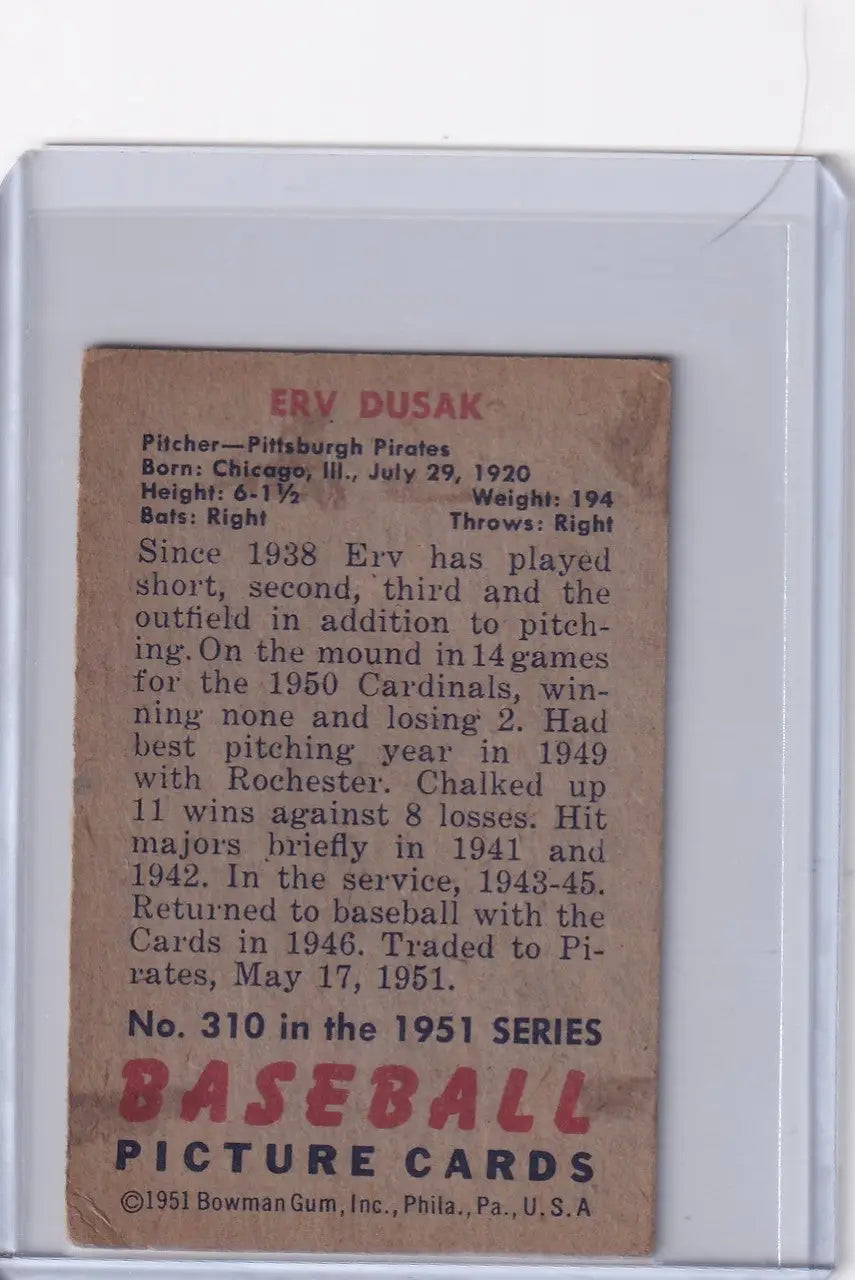 ERV DUSAK
Pitcher—Pittsburgh Pirates
Born: Chicago, Ill., July 29, 1920
Height: 6-1½ Weight: 194
Bats: Right Throws: Right
Since 1938 Erv has played
short, second, third and the
outfield in addition to pitch-
ing. On the mound in 14 games
for the 1950 Cardinals, win-
ning none and losing 2. Had
best pitching year in 1949
with Rochester. Chalked up
11 wins against 8 losses. Hit
majors briefly in 1941 and
1942. In the service, 1943-45.
Returned to baseball with the
Cards in 1946. Traded to Pi-
rates, May 17, 1951.
No. 310 in the 1951 SERIES
BASEBALL
PICTURE CARDS
©1951 Bowman Gum, Inc., Phila., Pa., U.S.A